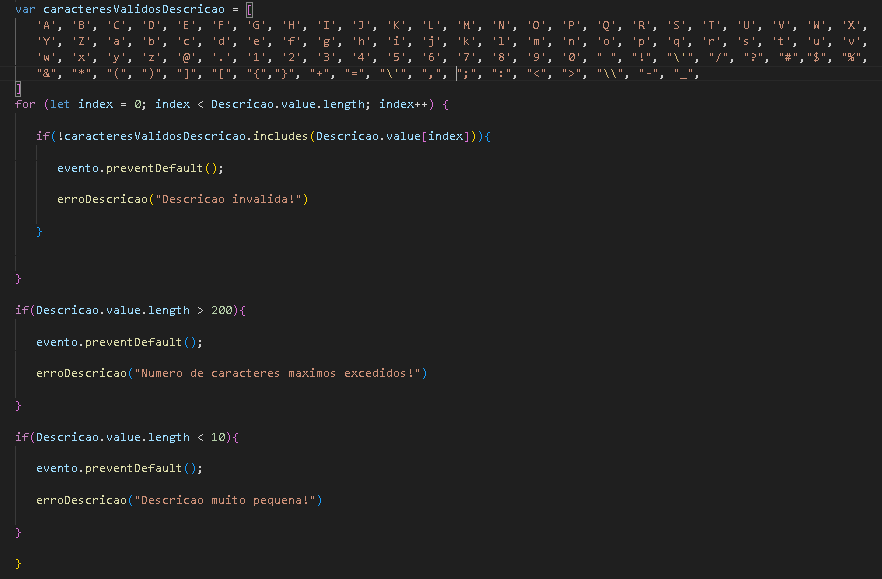 var caracteresValidosDescricao = [
'A', 'B', 'C', 'D', 'E', 'F', 'G', 'H', 'I', 'J', 'K', 'L', 'M', 'N', 'O', 'P', 'Q', 'R', 'S', 'T', 'U', 'V', 'W', 'X',
'Y', 'Z', 'a', 'b', 'c', 'd', 'e', 'f', 'g', 'h', 'i', 'j', 'k', 'l', 'm', 'n', 'o', 'p', 'q', 'r', 's', 't', 'u', 'v',
'w', 'x', 'y', 'z', '@', '.', '1', '2', '3', '4', '5', '6', '7', '8', '9', '0', " ", "!", "\'", "/", "?", "#","$", "%",
"&", "*", "(", ")", "]", "[", "{","}", "+", "=", "\'", ",", ";", ":", "<", ">", "\\", "-", "_",
]
for (let index = 0; index < Descricao.value.length; index++) {
if(!caracteresValidosDescricao.includes(Descricao.value[index])){
evento.preventDefault();
erroDescricao("Descricao invalida!")
}
}
if(Descricao.value.length > 200){
evento.preventDefault();
erroDescricao("Numero de caracteres maximos excedidos!")
}
if(Descricao.value.length < 10){
evento.preventDefault();
erroDescricao("Descricao muito pequena!")
}
}